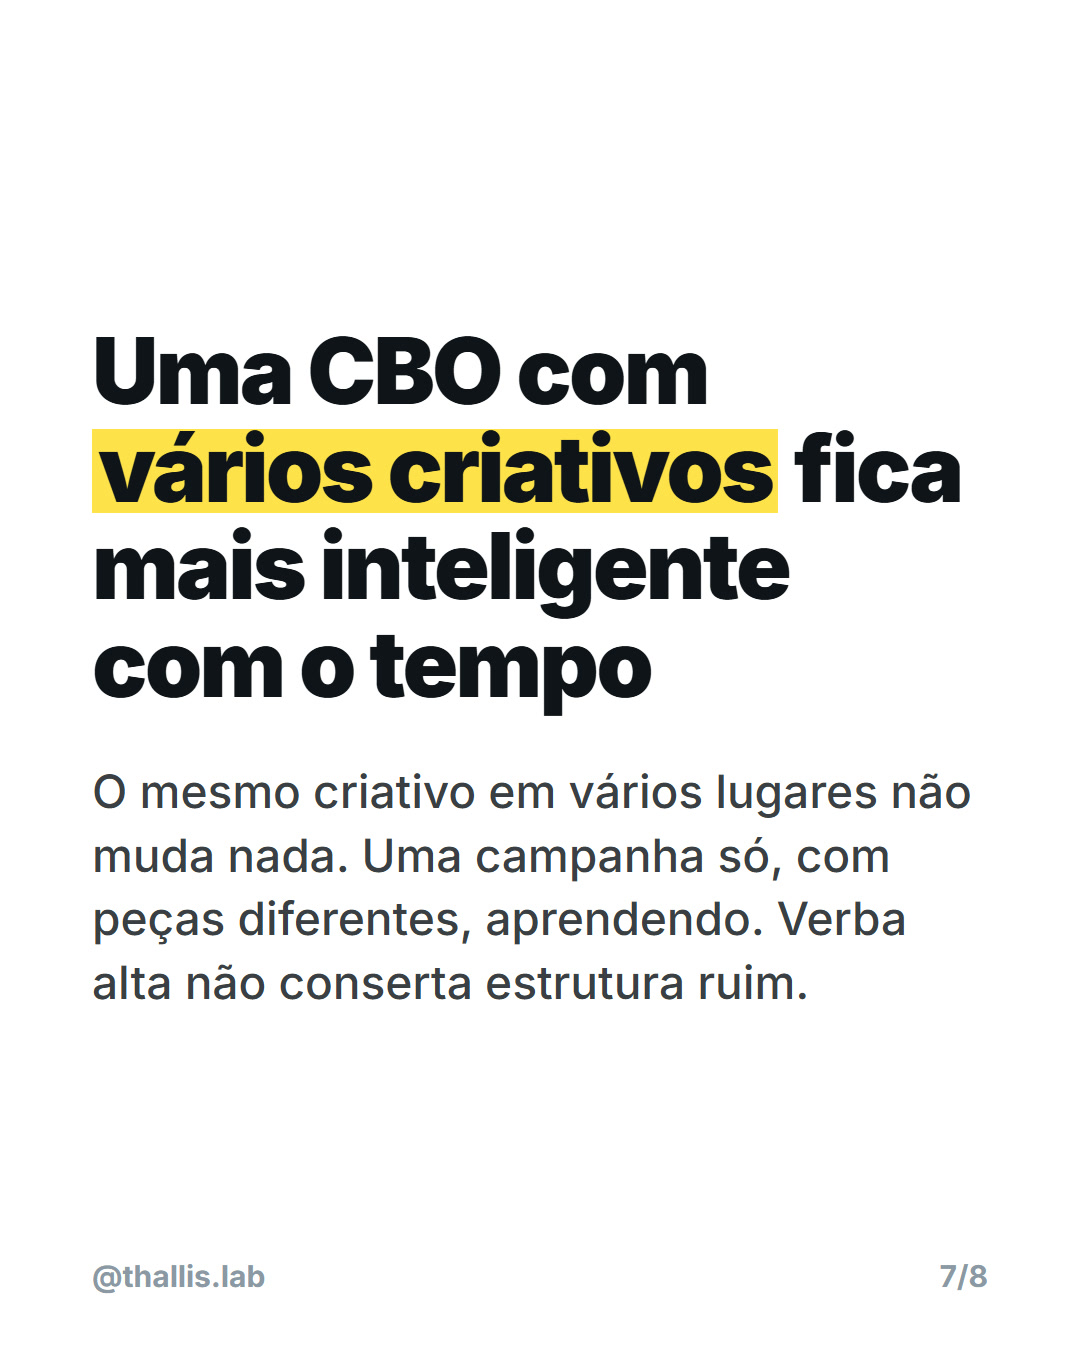 Uma CBO com
vários criativos fica
mais inteligente
com o tempo
O mesmo criativo em vários lugares não
muda nada. Uma campanha só, com
peças diferentes, aprendendo. Verba
alta não conserta estrutura ruim.
@thallis.lab
7/8